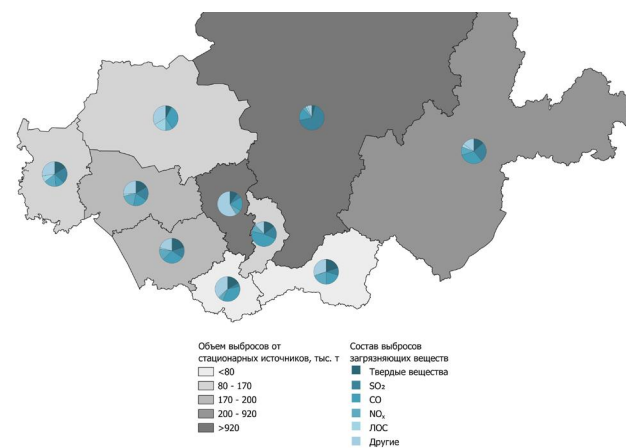 Объем выбросов от
стационарных источников, тыс. т
<80
80 - 170
170 - 200
200 - 920
>920
Состав выбросов
загрязняющих веществ
Твердые вещества
SO₂
CO
NOₓ
ЛОС
Другие